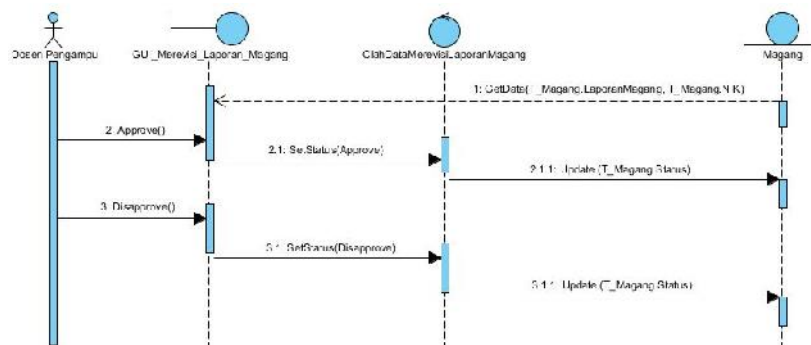 Dosen Pengampu
GUI_Merevisi_Laporan_Magang
OlahDataMerevisiLaporanMagang
Magang
1: GetData(T_Magang.LaporanMagang, T_Magang.NIK)
2: Approve()
2.1: SetStatus(Approve)
2.1.1: Update (T_Magang.Status)
3: Disapprove()
3.1: SetStatus(Disapprove)
3.1.1: Update (T_Magang.Status)